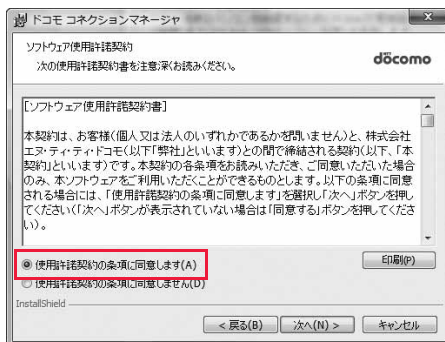 ドコモ コネクションマネージャ
ソフトウェア使用許諾契約
次の使用許諾契約書を注意深くお読みください。
döcomo
[ソフトウェア使用許諾契約書]
本契約は、お客様(個人又は法人のいずれかであるかを問いません)と、株式会社
エヌ・ティ・ティ・ドコモ(以下「弊社」といいます)との間で締結される契約(以下、「本
契約」といいます)です。本契約の各条項をお読みいただき、ご同意いただいた場合
のみ、本ソフトウェアをご利用いただくことができるものとします。以下の条項に同意
される場合には、「使用許諾契約の条項に同意します」を選択し「次へ」ボタンを押し
てください(「次へ」ボタンが表示されていない場合は「同意する」ボタンを押してくださ
い)。
使用許諾契約の条項に同意します(A)
印刷(P)
使用許諾契約の条項に同意しません(D)
InstallShield
< 戻る(B)
次へ(N) >
キャンセル